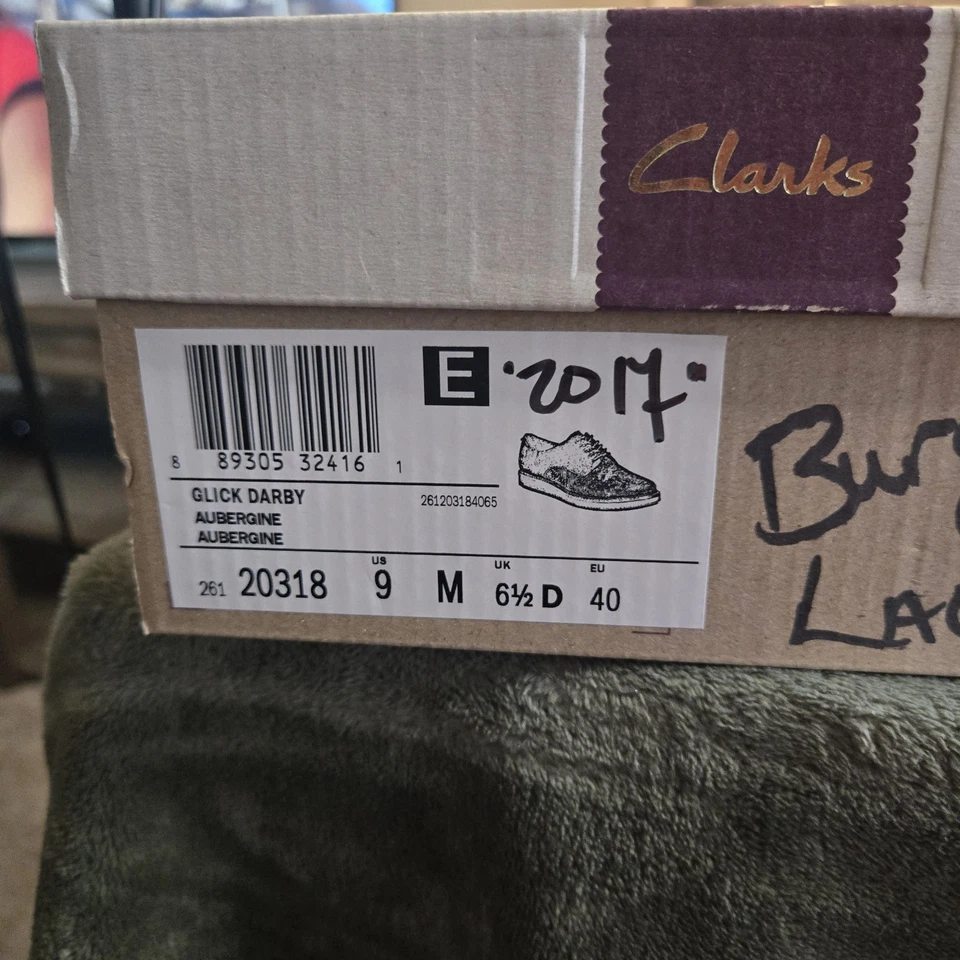 Clarks
E "2017"
8 89305 32416 1
GLICK DARBY 261203184065
AUBERGINE
AUBERGINE
US UK EU
261 20318 9 M 6½ D 40